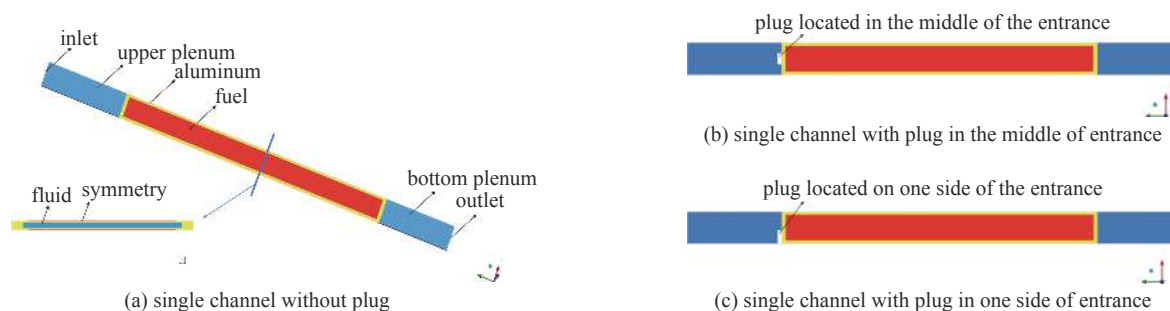 inlet
upper plenum
aluminum
fuel
bottom plenum
outlet
fluid
symmetry
(a) single channel without plug
plug located in the middle of the entrance
(b) single channel with plug in the middle of entrance
plug located on one side of the entrance
(c) single channel with plug in one side of entrance